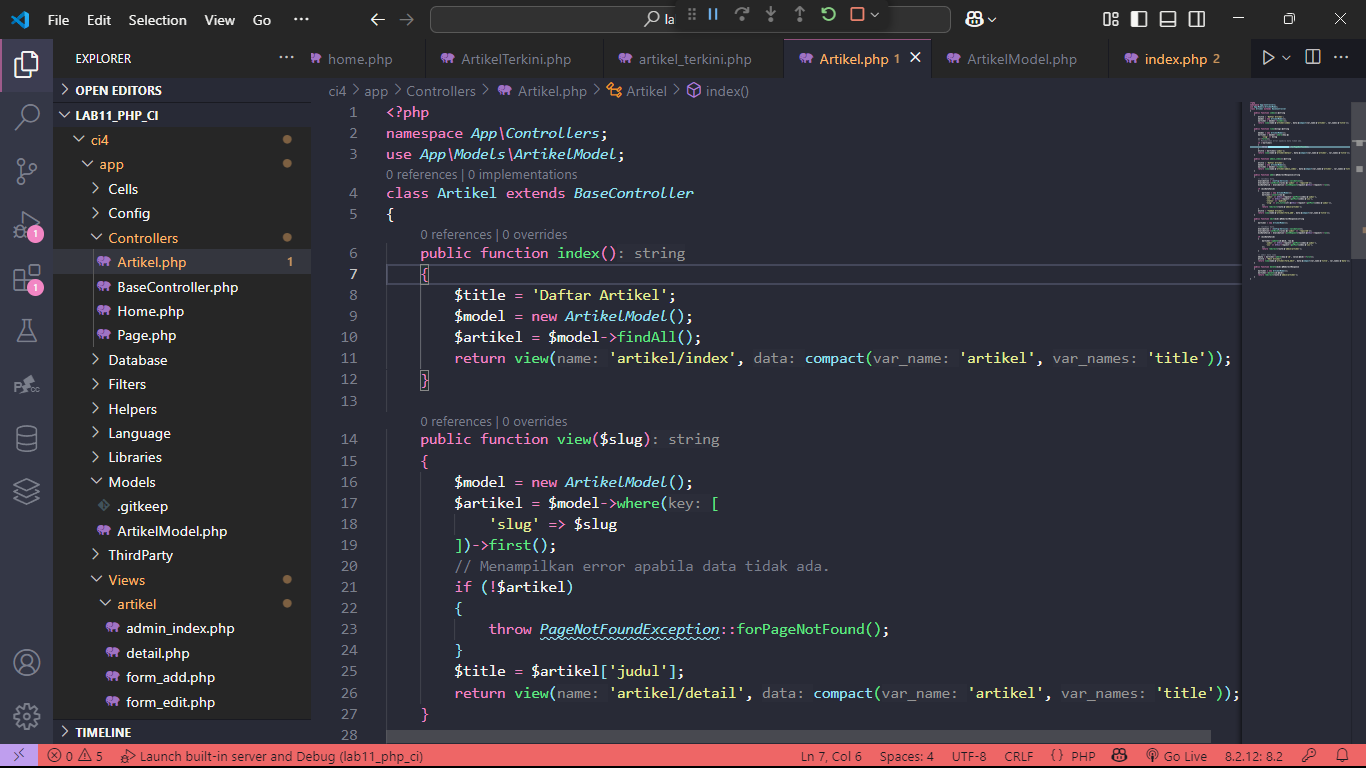 File Edit Selection View Go ··· la
EXPLORER ···
home.php ArtikelTerkini.php artikel_terkini.php Artikel.php 1 ArtikelModel.php index.php 2 ···
OPEN EDITORS
LAB11_PHP_CI
ci4
app
Cells
Config
Controllers
Artikel.php 1
BaseController.php
Home.php
Page.php
Database
Filters
Helpers
Language
Libraries
Models
.gitkeep
ArtikelModel.php
ThirdParty
Views
artikel
admin_index.php
detail.php
form_add.php
form_edit.php
TIMELINE
1
1
ci4 > app > Controllers > Artikel.php > Artikel > index()
1 <?php
2 namespace App\Controllers;
3 use App\Models\ArtikelModel;
0 references | 0 implementations
4 class Artikel extends BaseController
5 {
0 references | 0 overrides
6 public function index(): string
7 {
8 $title = 'Daftar Artikel';
9 $model = new ArtikelModel();
10 $artikel = $model->findAll();
11 return view(name: 'artikel/index', data: compact(var_name: 'artikel', var_names: 'title'));
12 }
13
0 references | 0 overrides
14 public function view($slug): string
15 {
16 $model = new ArtikelModel();
17 $artikel = $model->where(key: [
18 'slug' => $slug
19 ])->first();
20 // Menampilkan error apabila data tidak ada.
21 if (!$artikel)
22 {
23 throw PageNotFoundException::forPageNotFound();
24 }
25 $title = $artikel['judul'];
26 return view(name: 'artikel/detail', data: compact(var_name: 'artikel', var_names: 'title'));
27 }
28
0 5 Launch built-in server and Debug (lab11_php_ci) Ln 7, Col 6 Spaces: 4 UTF-8 CRLF {} PHP Go Live 8.2.12: 8.2